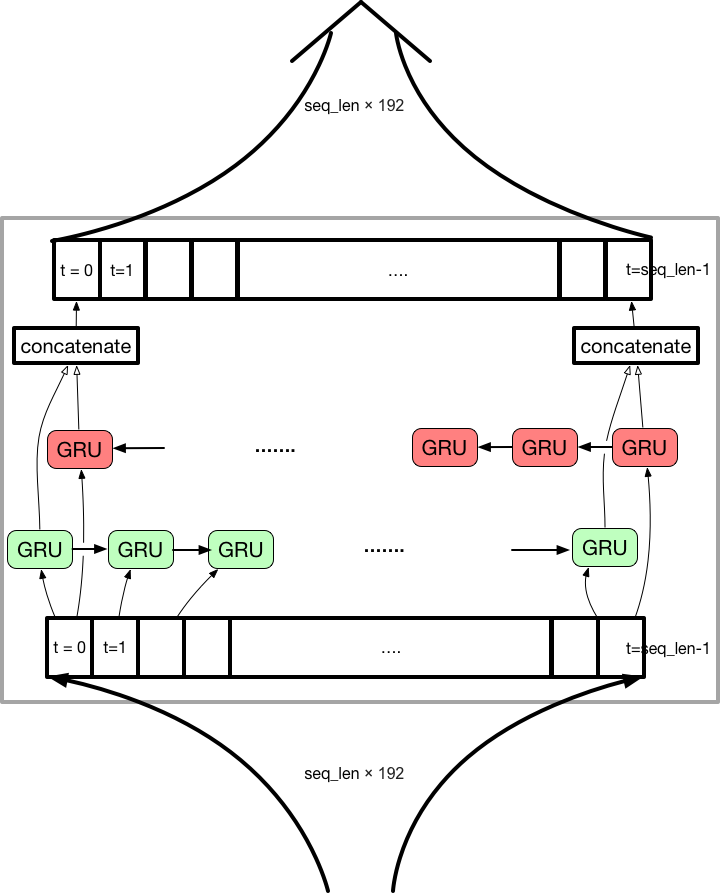 seq_len × 192
t = 0 t=1 .... t=seq_len-1
concatenate concatenate
GRU ....... GRU GRU GRU
GRU GRU GRU ....... GRU
t = 0 t=1 .... t=seq_len-1
seq_len × 192